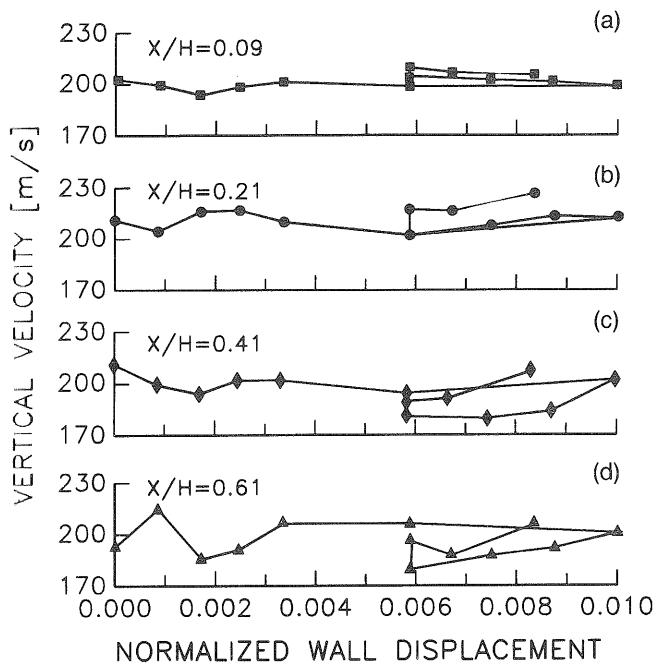 (a)
230
X/H=0.09
200
170
(b)
230
X/H=0.21
200
170
(c)
230
X/H=0.41
200
170
(d)
230
X/H=0.61
200
170
0.000 0.002 0.004 0.006 0.008 0.010
NORMALIZED WALL DISPLACEMENT
VERTICAL VELOCITY [m/s]